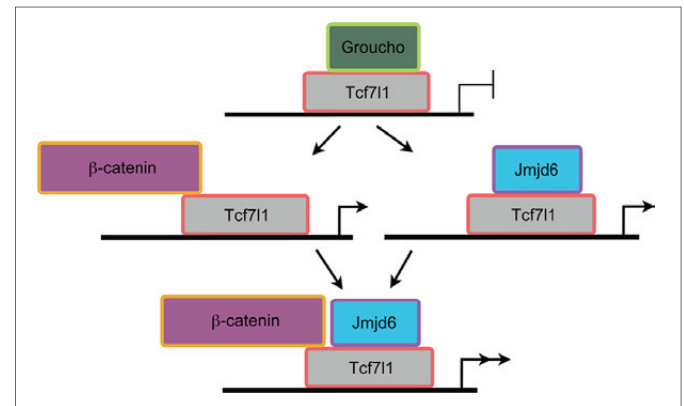 Groucho
Tcf7l1
β-catenin
Tcf7l1
Jmjd6
Tcf7l1
β-catenin
Jmjd6
Tcf7l1